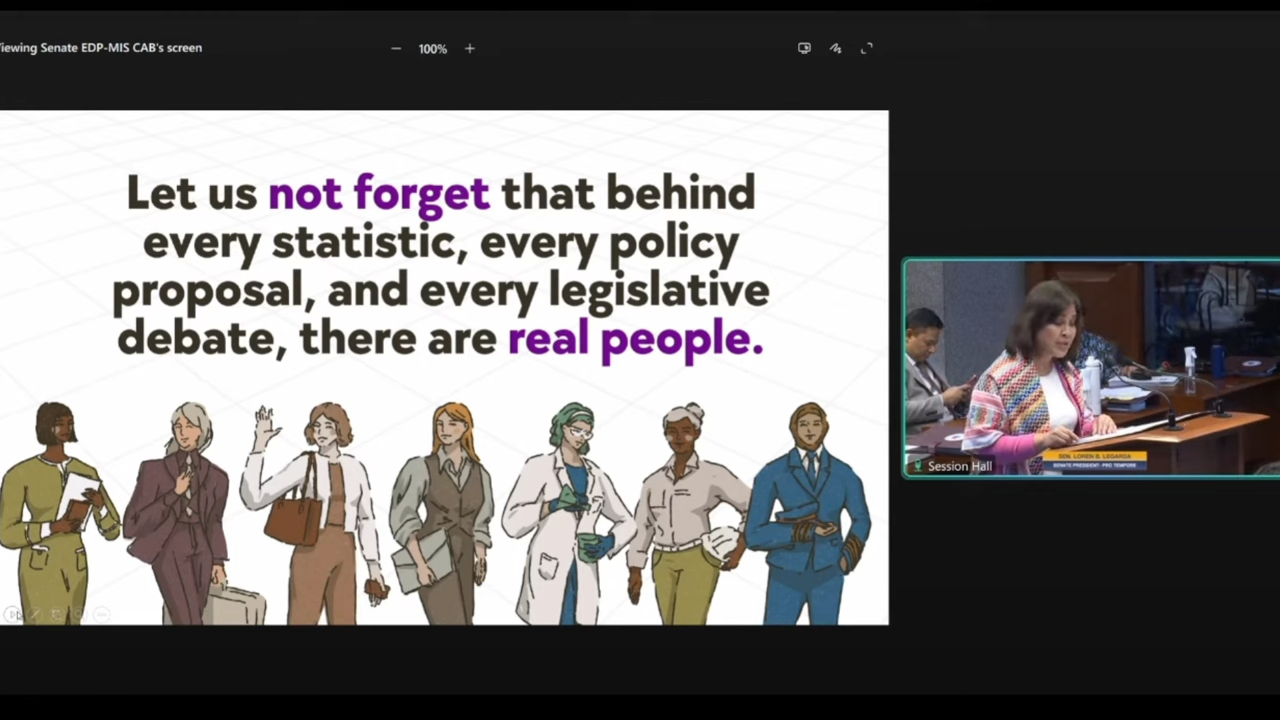 iewing Senate EDP-MIS CAB's screen
100%
Let us not forget that behind
every statistic, every policy
proposal, and every legislative
debate, there are real people.
SEN. LOREN B. LEGARDA
SENATE PRESIDENT PRO TEMPORE
Session Hall